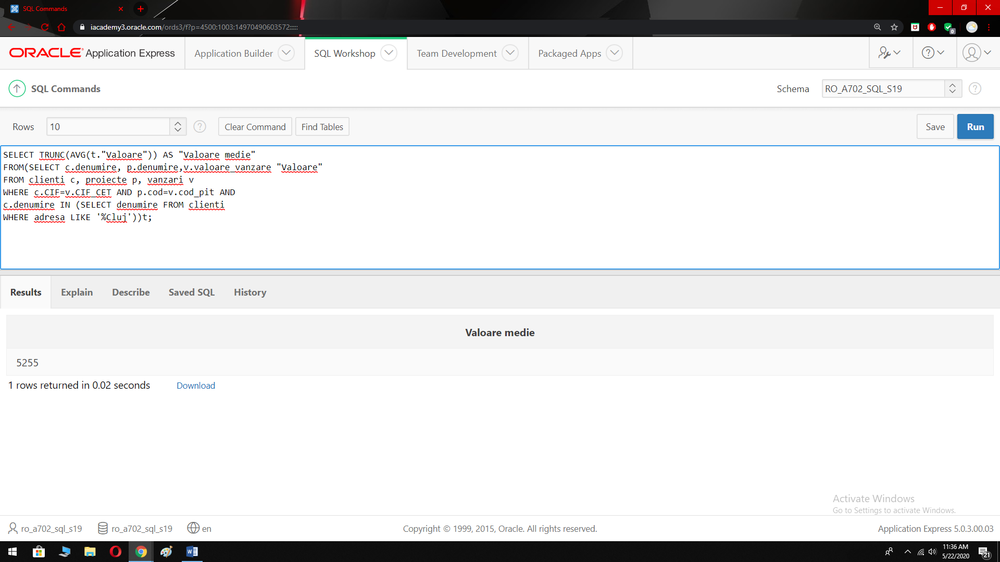 SQL Commands
iacademy3.oracle.com/ords3/f?p=4500:1003:14970490603572:::::
0
ORACLE Application Express
Application Builder
SQL Workshop
Team Development
Packaged Apps
SQL Commands
Schema
RO_A702_SQL_S19
Rows
10
Clear Command
Find Tables
Save
Run
SELECT TRUNC(AVG(t."Valoare")) AS "Valoare medie"
FROM(SELECT c.denumire, p.denumire,v.valoare_vanzare "Valoare"
FROM clienti c, proiecte p, vanzari v
WHERE c.CIF=v.CIF_CET AND p.cod=v.cod_pit AND
c.denumire IN (SELECT denumire FROM clienti
WHERE adresa LIKE '%Cluj'))t;
Results
Explain
Describe
Saved SQL
History
Valoare medie
5255
1 rows returned in 0.02 seconds
Download
Activate Windows
Go to Settings to activate Windows.
ro_a702_sql_s19
ro_a702_sql_s19
en
Copyright © 1999, 2015, Oracle. All rights reserved.
Application Express 5.0.3.00.03
11:36 AM
5/22/2020
21